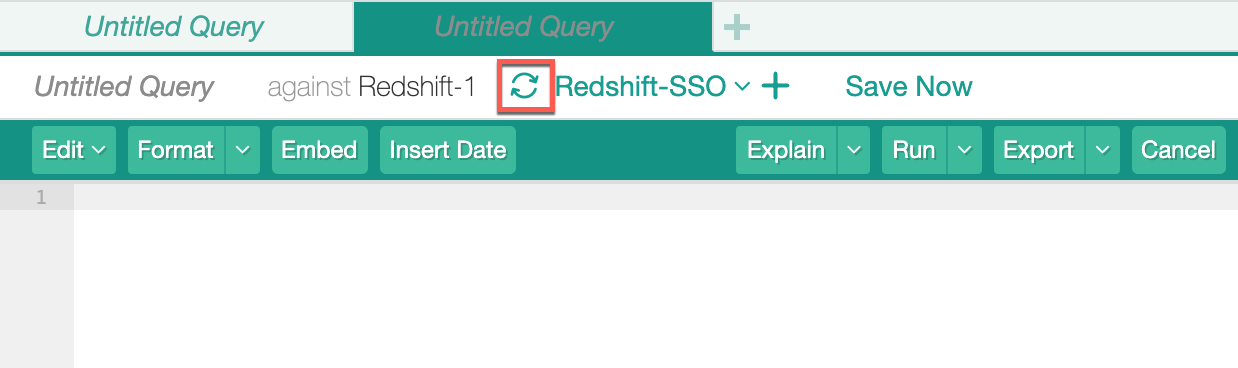 Untitled Query Untitled Query
Untitled Query against Redshift-1 Redshift-SSO Save Now
Edit Format Embed Insert Date Explain Run Export Cancel
1